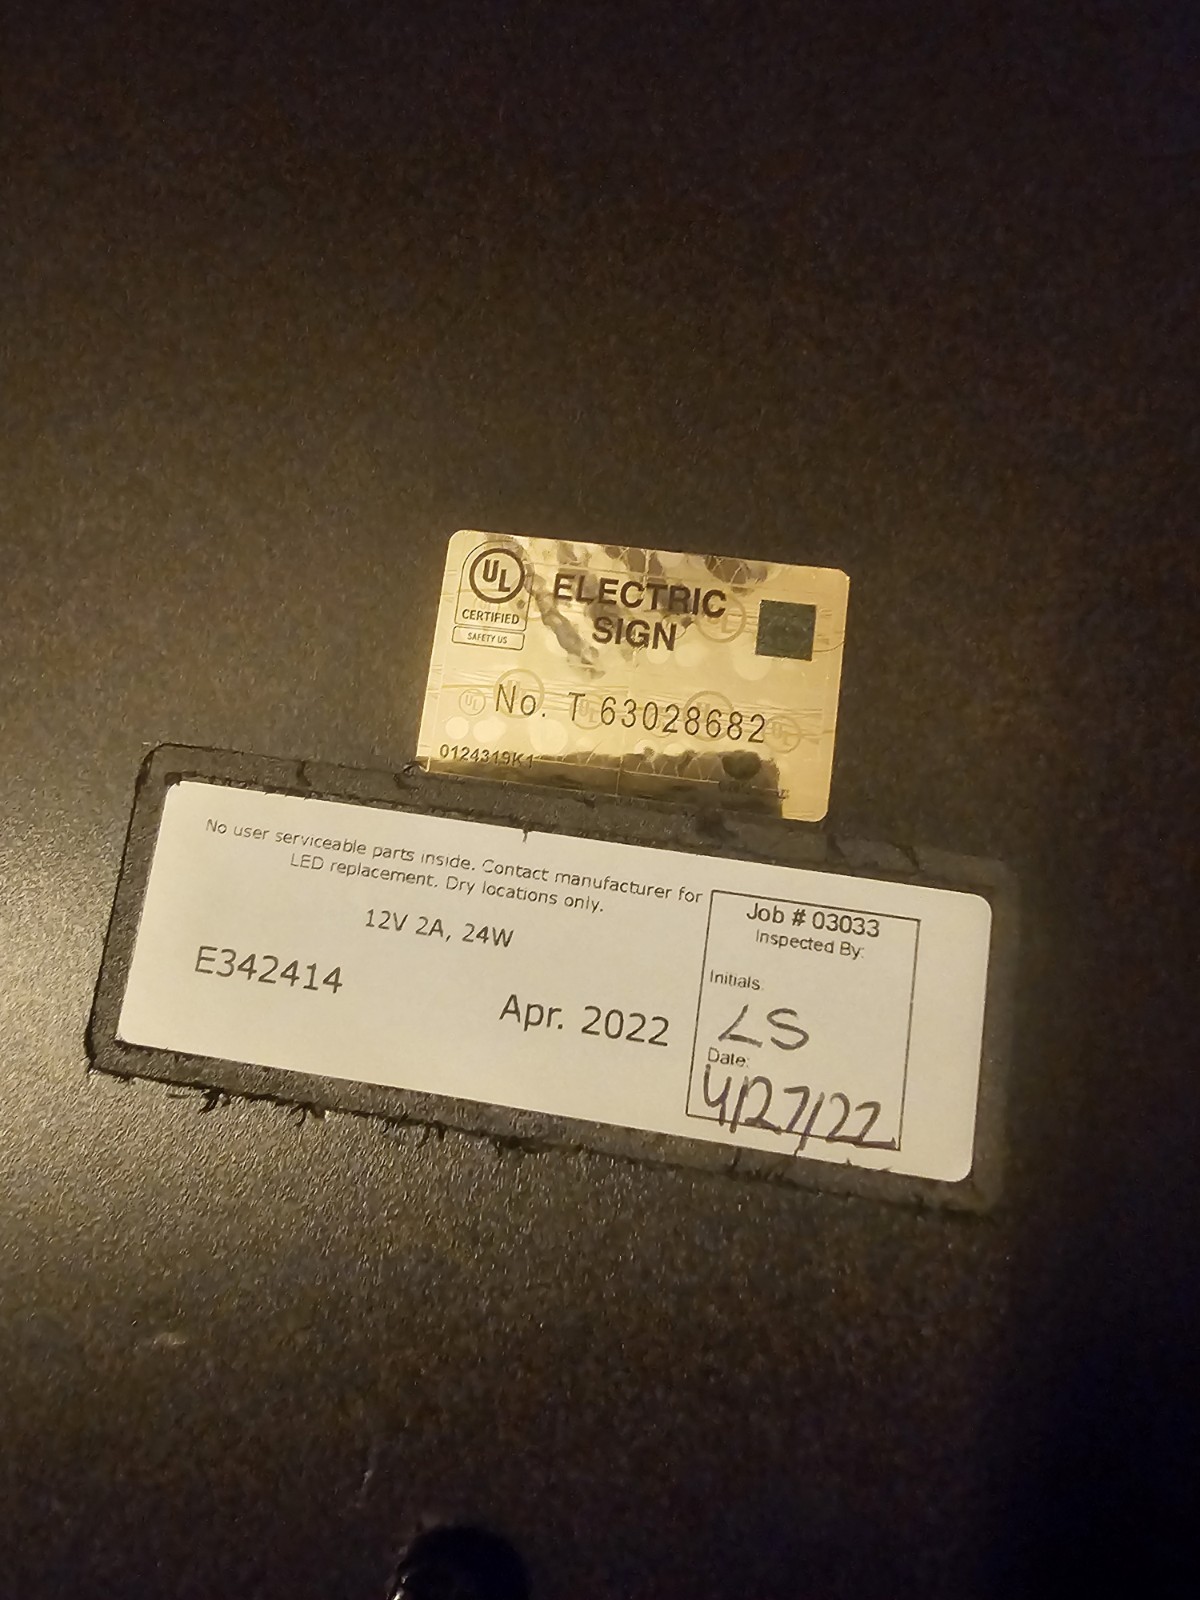 UL
CERTIFIED
SAFETY US
ELECTRIC
SIGN
No. T 63028682
0124319K1
No user serviceable parts inside. Contact manufacturer for
LED replacement. Dry locations only.
12V 2A, 24W
E342414
Apr. 2022
Job # 03033
Inspected By:
Initials:
LS
Date:
4/27/22